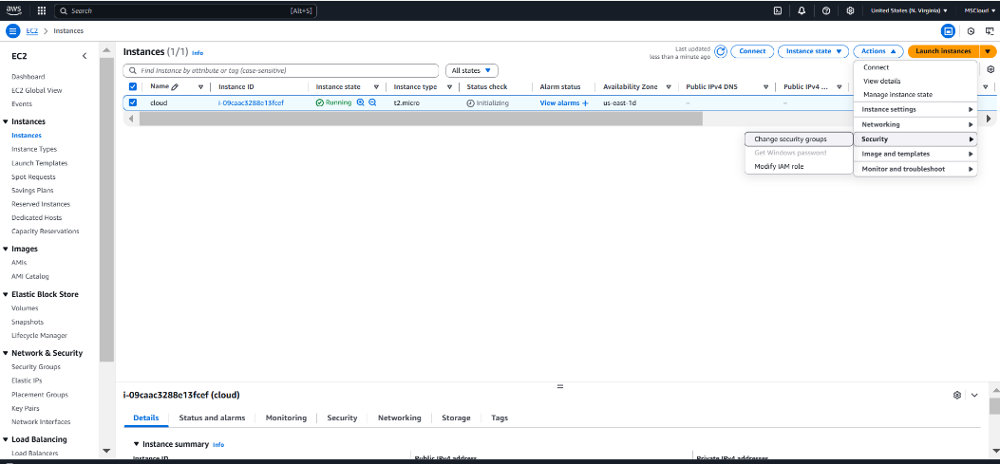 aws Search [Alt+S] United States (N. Virginia) MSCloud
EC2 > Instances
EC2
Dashboard
EC2 Global View
Events
Instances
Instances
Instance Types
Launch Templates
Spot Requests
Savings Plans
Reserved Instances
Dedicated Hosts
Capacity Reservations
Images
AMIs
AMI Catalog
Elastic Block Store
Volumes
Snapshots
Lifecycle Manager
Network & Security
Security Groups
Elastic IPs
Placement Groups
Key Pairs
Network Interfaces
Load Balancing
Load Balancers
Instances (1/1) Info
Last updated
less than a minute ago
Connect Instance state Actions Launch instances
Find Instance by attribute or tag (case-sensitive) All states
Name Instance ID Instance state Instance type Status check Alarm status Availability Zone Public IPv4 DNS Public IPv4 ...
cloud i-09caac3288e13fcef Running t2.micro Initializing View alarms + us-east-1d – –
Connect
View details
Manage instance state
Instance settings
Networking
Security
Image and templates
Monitor and troubleshoot
Change security groups
Get Windows password
Modify IAM role
i-09caac3288e13fcef (cloud)
Details Status and alarms Monitoring Security Networking Storage Tags
Instance summary Info
Instance ID Public IPv4 address Private IPv4 addresses